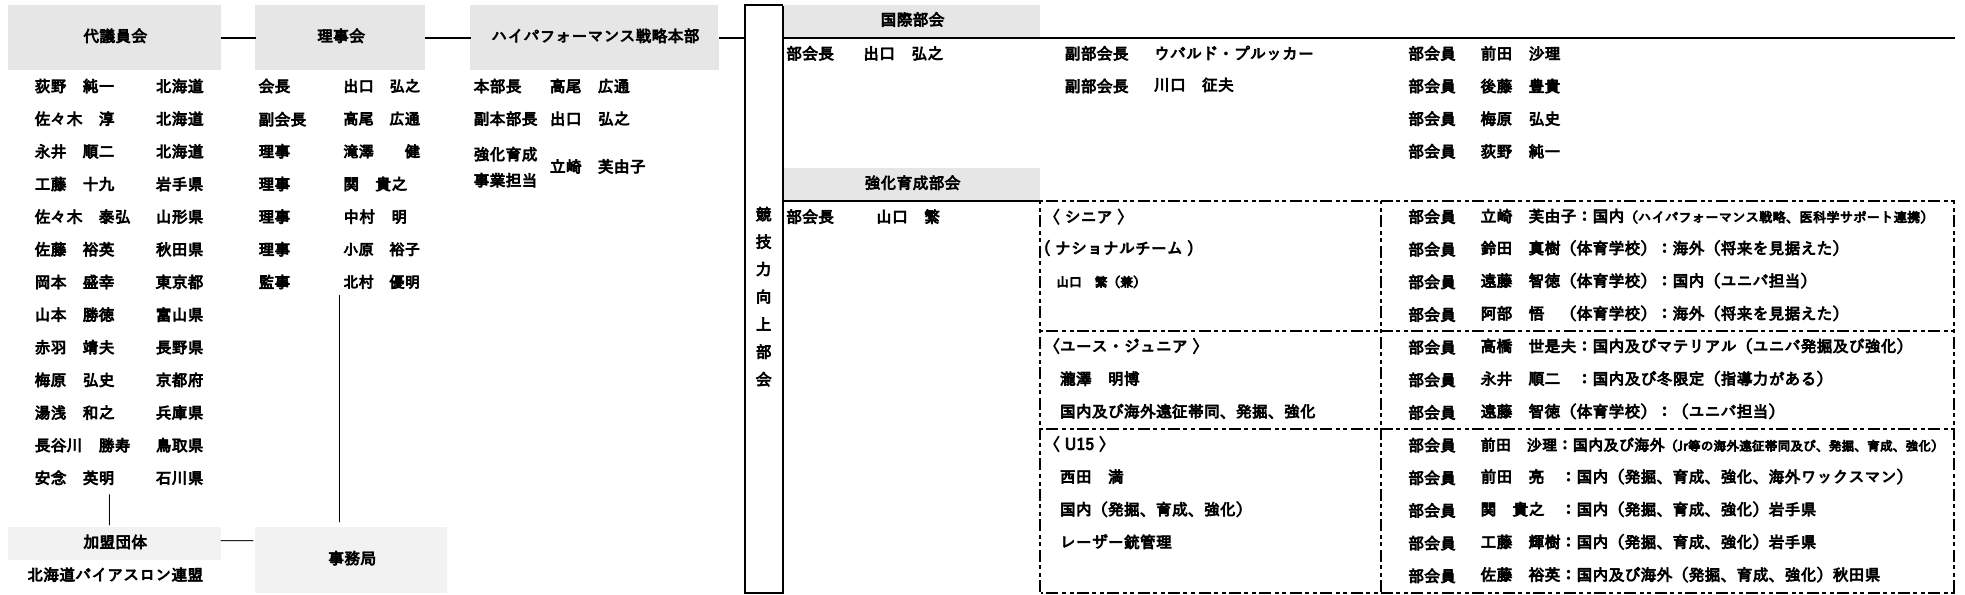 代議員会
荻野 純一 北海道
佐々木 淳 北海道
永井 順二 北海道
工藤 十九 岩手県
佐々木 泰弘 山形県
佐藤 裕英 秋田県
岡本 盛幸 東京都
山本 勝徳 富山県
赤羽 靖夫 長野県
梅原 弘史 京都府
湯浅 和之 兵庫県
長谷川 勝寿 鳥取県
安念 英明 石川県
加盟団体
北海道バイアスロン連盟
理事会
会長 出口 弘之
副会長 高尾 広通
理事 滝澤 健
理事 関 貴之
理事 中村 明
理事 小原 裕子
監事 北村 優明
事務局
ハイパフォーマンス戦略本部
本部長 高尾 広通
副本部長 出口 弘之
強化育成
事業担当 立崎 芙由子
競技力向上部会
国際部会
部会長 出口 弘之
副部会長 ウバルド・プルッカー
副部会長 川口 征夫
部会員 前田 沙理
部会員 後藤 豊貴
部会員 梅原 弘史
部会員 荻野 純一
強化育成部会
部会長 山口 繁
〈 シニア 〉
( ナショナルチーム )
山口 繁（兼）
部会員 立崎 芙由子：国内（ハイパフォーマンス戦略、医科学サポート連携）
部会員 鈴田 真樹（体育学校）：海外（将来を見据えた）
部会員 遠藤 智徳（体育学校）：国内（ユニバ担当）
部会員 阿部 悟 （体育学校）：海外（将来を見据えた）
〈ユース・ジュニア 〉
瀧澤 明博
国内及び海外遠征帯同、発掘、強化
部会員 高橋 世是夫：国内及びマテリアル（ユニバ発掘及び強化）
部会員 永井 順二 ：国内及び冬限定（指導力がある）
部会員 遠藤 智徳（体育学校）：（ユニバ担当）
〈 U15 〉
西田 満
国内（発掘、育成、強化）
レーザー銃管理
部会員 前田 沙理：国内及び海外（Jr等の海外遠征帯同及び、発掘、育成、強化）
部会員 前田 亮 ：国内（発掘、育成、強化、海外ワックスマン）
部会員 関 貴之 ：国内（発掘、育成、強化）岩手県
部会員 工藤 輝樹：国内（発掘、育成、強化）岩手県
部会員 佐藤 裕英：国内及び海外（発掘、育成、強化）秋田県